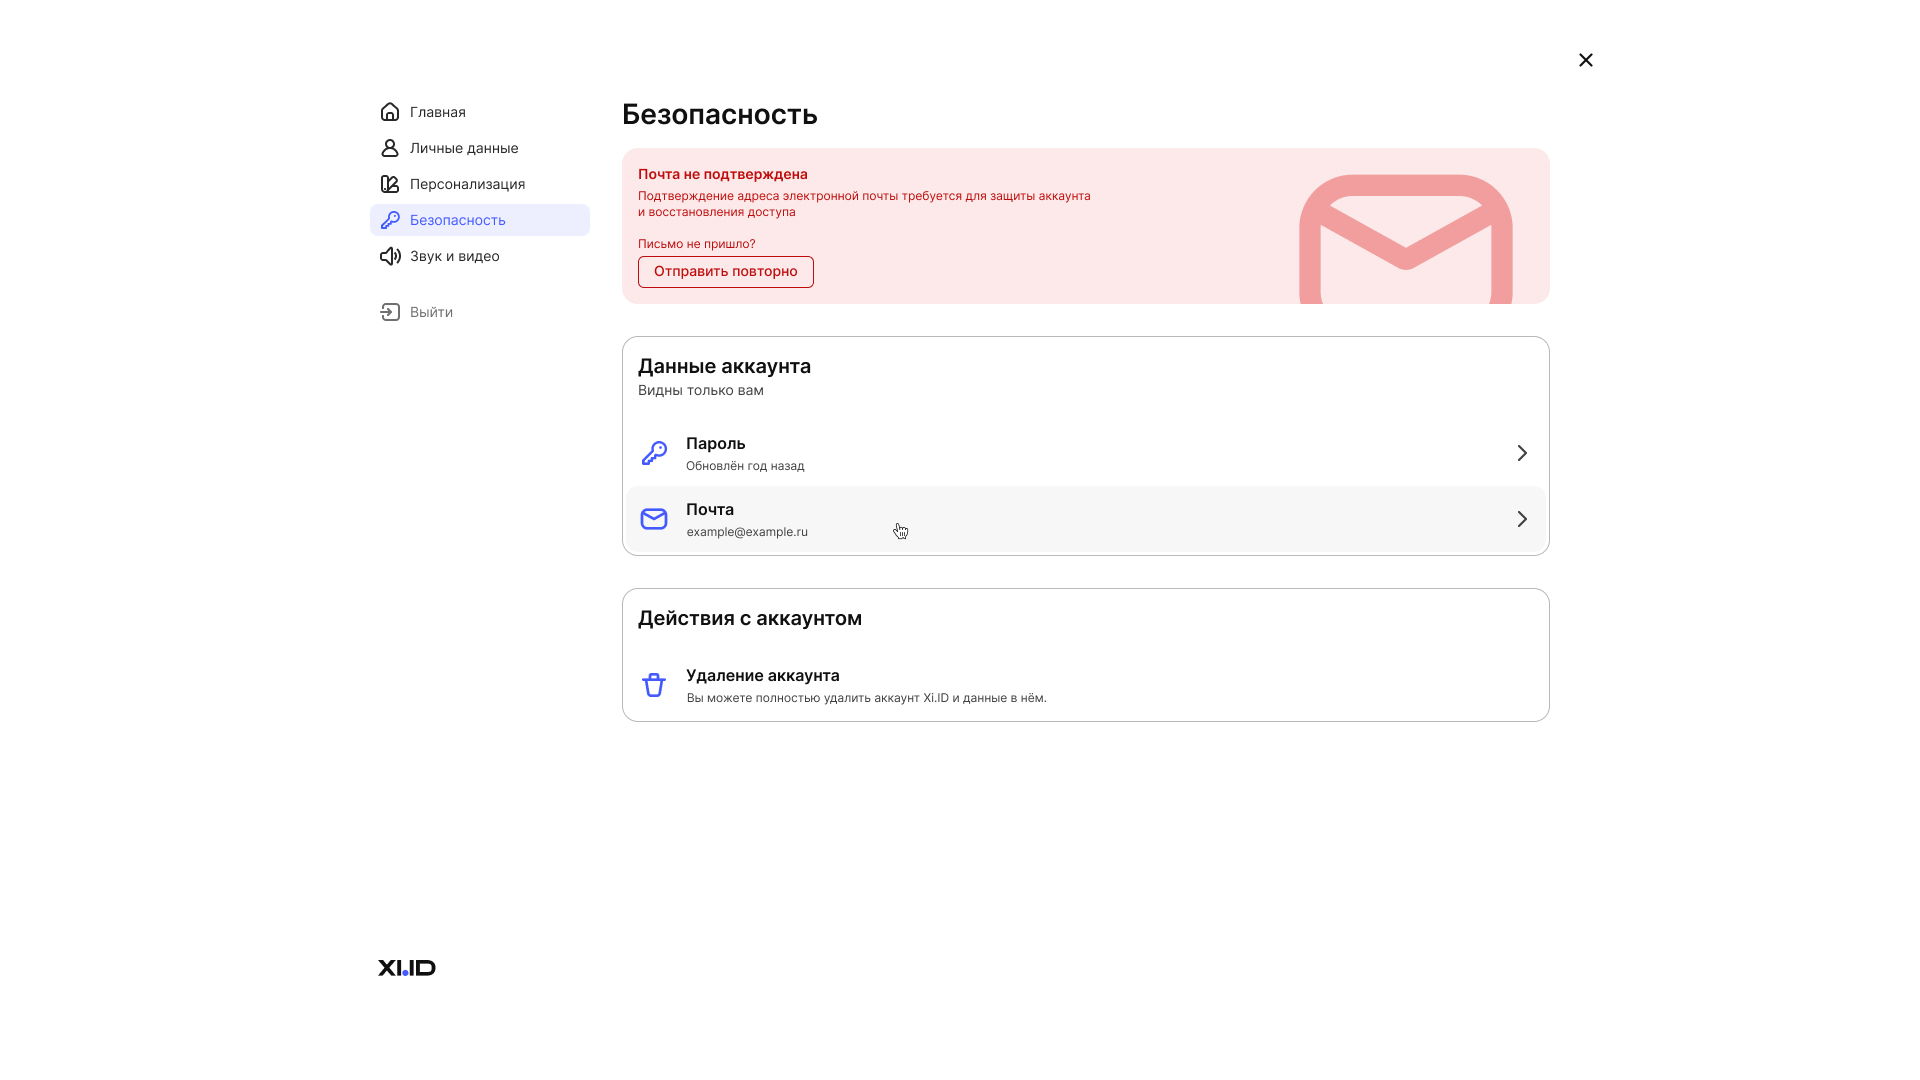 Главная
Личные данные
Персонализация
Безопасность
Звук и видео
Выйти
Безопасность
Почта не подтверждена
Подтверждение адреса электронной почты требуется для защиты аккаунта
и восстановления доступа
Письмо не пришло?
Отправить повторно
Данные аккаунта
Видны только вам
Пароль
Обновлён год назад
Почта
example@example.ru
Действия с аккаунтом
Удаление аккаунта
Вы можете полностью удалить аккаунт Xi.ID и данные в нём.
XI.ID